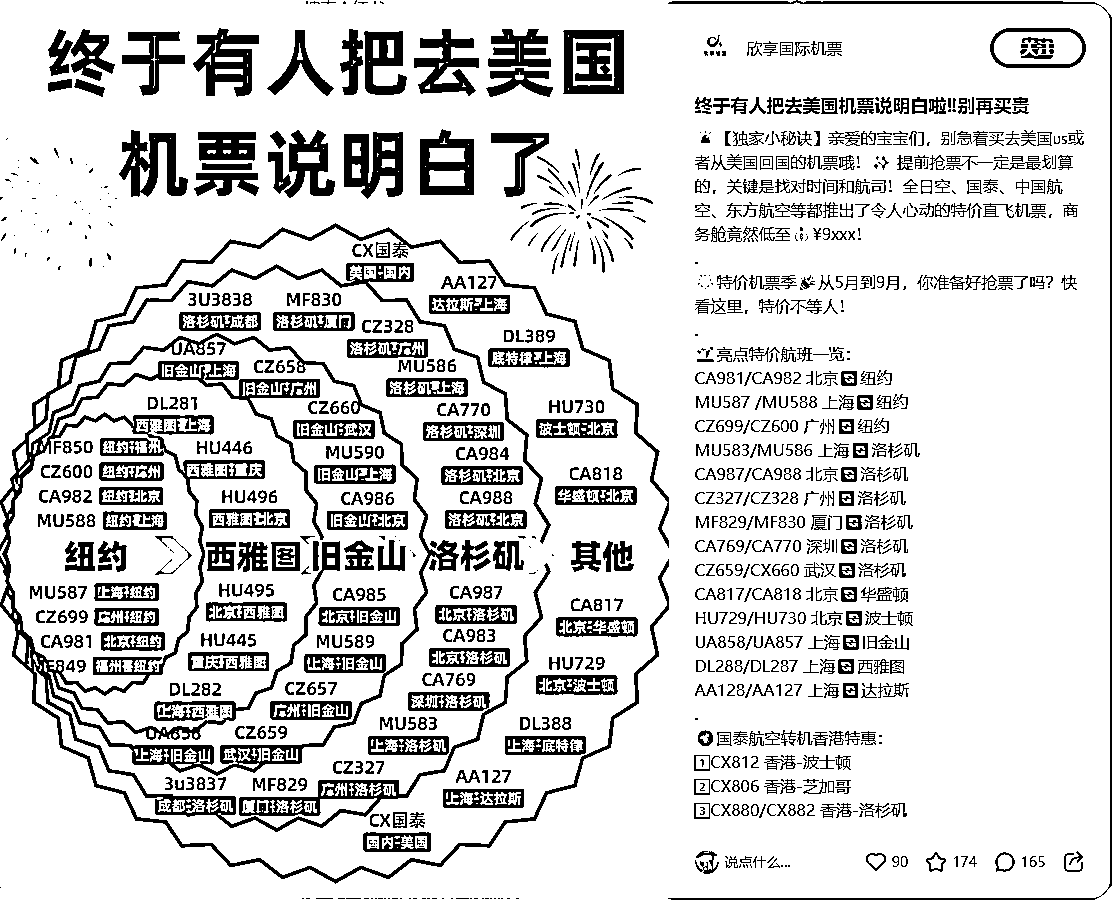 终于有人把去美国
机票说明白了
CX国泰
美国-国内
AA127
达拉斯-上海
3U3838
洛杉矶-成都
MF830
洛杉矶-厦门
CZ328
洛杉矶-广州
DL389
底特律-上海
UA857
旧金山-上海
CZ658
旧金山-广州
MU586
洛杉矶-上海
DL281
西雅图-上海
CZ660
旧金山-武汉
CA770
洛杉矶-深圳
HU730
波士顿-北京
MF850 纽约-福州
CZ600 纽约-广州
CA982 纽约-北京
MU588 纽约-上海
HU446
西雅图-重庆
MU590
旧金山-上海
CA984
洛杉矶-北京
CA818
华盛顿-北京
HU496
西雅图-北京
CA986
旧金山-北京
CA988
洛杉矶-北京
纽约 西雅图 旧金山 洛杉矶 其他
MU587 上海-纽约
CZ699 广州-纽约
CA981 北京-纽约
MF849 福州-纽约
HU495
北京-西雅图
CA985
北京-旧金山
CA987
北京-洛杉矶
CA817
北京-华盛顿
HU445
重庆-西雅图
MU589
上海-旧金山
CA983
北京-洛杉矶
HU729
北京-波士顿
DL282
上海-西雅图
CZ657
广州-旧金山
CA769
深圳-洛杉矶
UA858
上海-旧金山
CZ659
武汉-旧金山
MU583
上海-洛杉矶
DL388
上海-底特律
3u3837
成都-洛杉矶
MF829
厦门-洛杉矶
CZ327
广州-洛杉矶
AA127
上海-达拉斯
CX国泰
国内-美国
欣享国际机票
关注
终于有人把去美国机票说明白啦!!别再买贵
【独家小秘诀】亲爱的宝宝们，别急着买去美国us或
者从美国回国的机票哦！ 提前抢票不一定是最划算
的，关键是找对时间和航司！全日空、国泰、中国航
空、东方航空等都推出了令人心动的特价直飞机票，商
务舱竟然低至 ¥9xxx！
.
特价机票季 从5月到9月，你准备好抢票了吗？快
看这里，特价不等人！
.
亮点特价航班一览：
CA981/CA982 北京 纽约
MU587 /MU588 上海 纽约
CZ699/CZ600 广州 纽约
MU583/MU586 上海 洛杉矶
CA987/CA988 北京 洛杉矶
CZ327/CZ328 广州 洛杉矶
MF829/MF830 厦门 洛杉矶
CA769/CA770 深圳 洛杉矶
CZ659/CX660 武汉 洛杉矶
CA817/CA818 北京 华盛顿
HU729/HU730 北京 波士顿
UA858/UA857 上海 旧金山
DL288/DL287 上海 西雅图
AA128/AA127 上海 达拉斯
.
国泰航空转机香港特惠：
1 CX812 香港-波士顿
2 CX806 香港-芝加哥
3 CX880/CX882 香港-洛杉矶
说点什么... 90 174 165